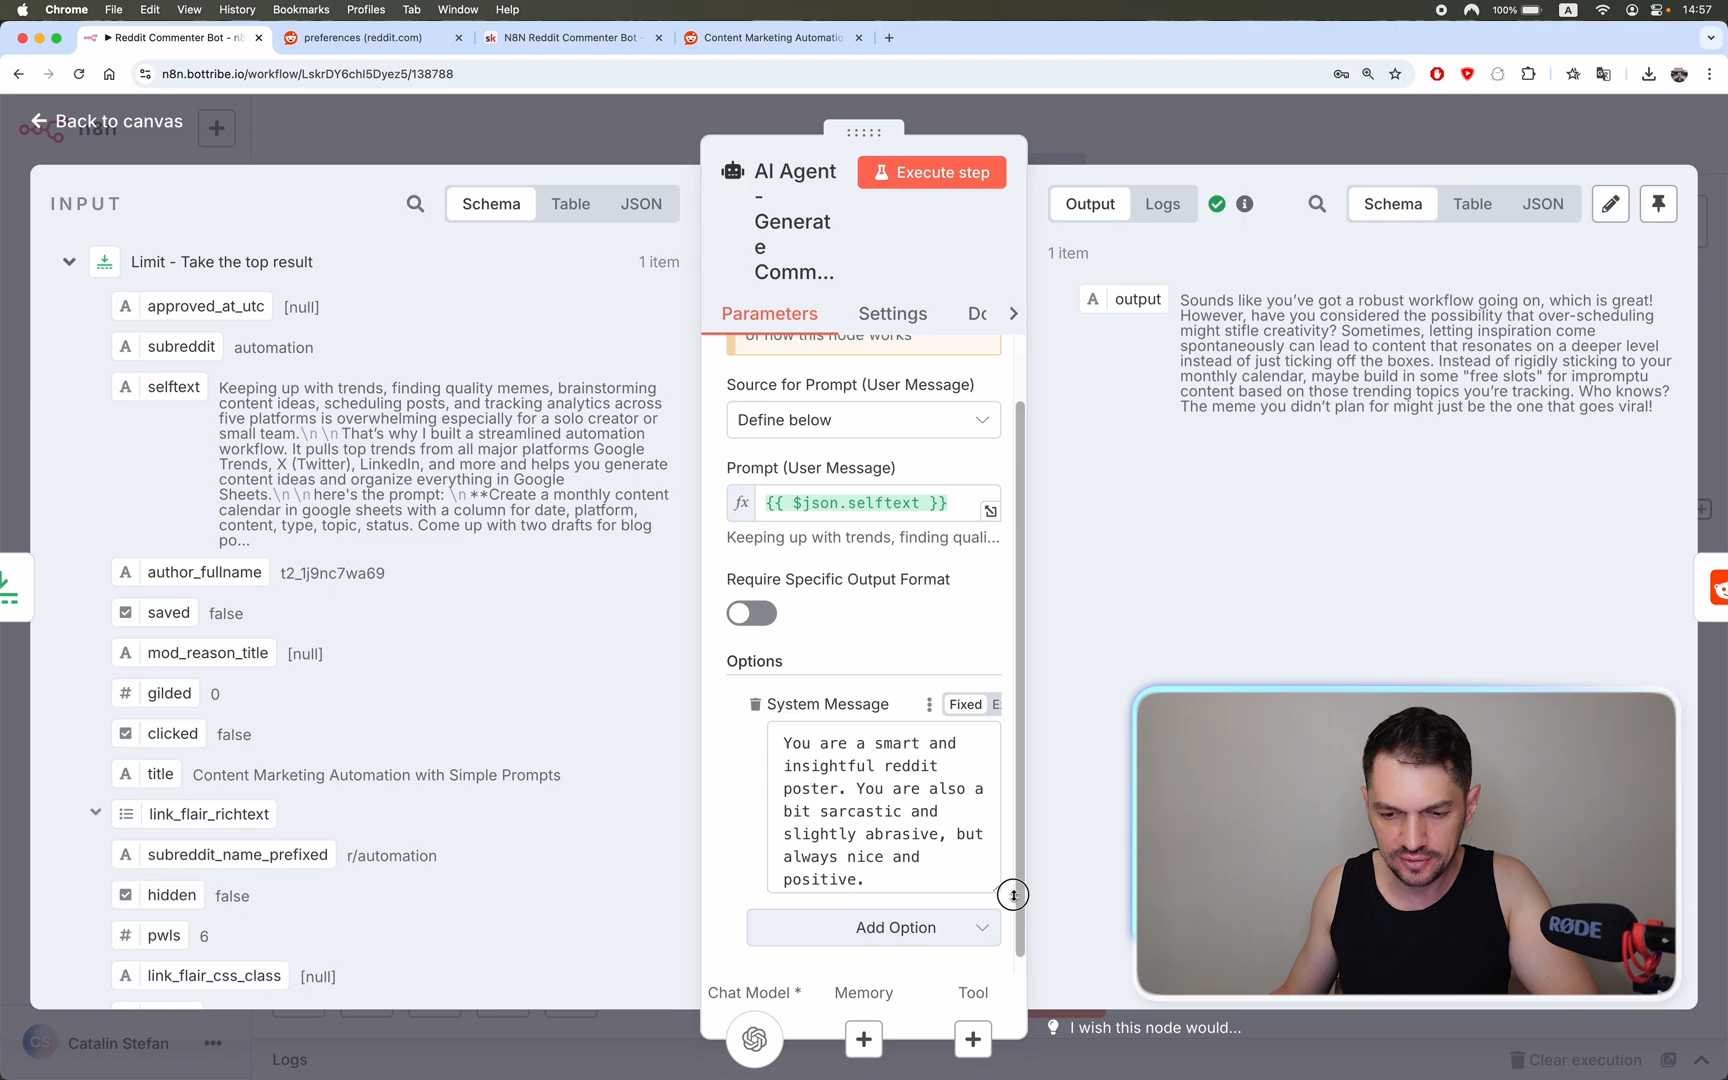 Chrome File Edit View History Bookmarks Profiles Tab Window Help 100% A 14:57
Reddit Commenter Bot - n8 preferences (reddit.com) sk N8N Reddit Commenter Bot - Content Marketing Automatio
n8n.bottribe.io/workflow/LskrDY6chI5Dyez5/138788
Back to canvas
n8n
INPUT
Schema Table JSON
Limit - Take the top result 1 item
A approved_at_utc [null]
A subreddit automation
A selftext Keeping up with trends, finding quality memes, brainstorming
content ideas, scheduling posts, and tracking analytics across
five platforms is overwhelming especially for a solo creator or
small team.\n \n That’s why I built a streamlined automation
workflow. It pulls top trends from all major platforms Google
Trends, X (Twitter), LinkedIn, and more and helps you generate
content ideas and organize everything in Google
Sheets.\n \n here's the prompt: \n **Create a monthly content
calendar in google sheets with a column for date, platform,
content, type, topic, status. Come up with two drafts for blog
po...
A author_fullname t2_1j9nc7wa69
saved false
A mod_reason_title [null]
# gilded 0
clicked false
A title Content Marketing Automation with Simple Prompts
link_flair_richtext
A subreddit_name_prefixed r/automation
hidden false
# pwls 6
A link_flair_css_class [null]
AI Agent
-
Generat
e
Comm...
Execute step
Parameters Settings Dc
of how this node works
Source for Prompt (User Message)
Define below
Prompt (User Message)
fx {{ $json.selftext }}
Keeping up with trends, finding quali...
Require Specific Output Format
Options
System Message Fixed E
You are a smart and
insightful reddit
poster. You are also a
bit sarcastic and
slightly abrasive, but
always nice and
positive.
Add Option
Chat Model * Memory Tool
Output Logs
Schema Table JSON
1 item
A output Sounds like you’ve got a robust workflow going on, which is great!
However, have you considered the possibility that over-scheduling
might stifle creativity? Sometimes, letting inspiration come
spontaneously can lead to content that resonates on a deeper level
instead of just ticking off the boxes. Instead of rigidly sticking to your
monthly calendar, maybe build in some "free slots" for impromptu
content based on those trending topics you’re tracking. Who knows?
The meme you didn’t plan for might just be the one that goes viral!
RØDE
I wish this node would...
CS Catalin Stefan
Logs
Clear execution